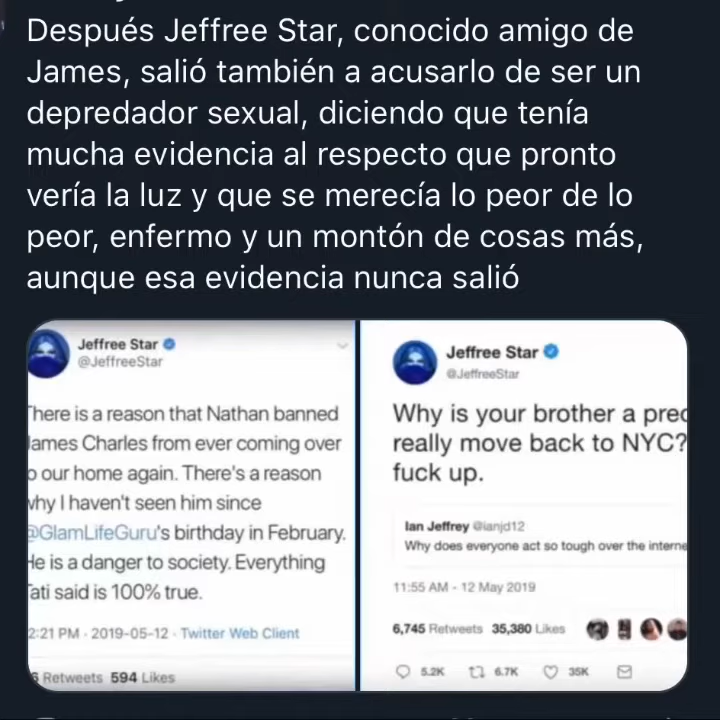 Después Jeffree Star, conocido amigo de
James, salió también a acusarlo de ser un
depredador sexual, diciendo que tenía
mucha evidencia al respecto que pronto
vería la luz y que se merecía lo peor de lo
peor, enfermo y un montón de cosas más,
aunque esa evidencia nunca salió
Jeffree Star
@JeffreeStar
There is a reason that Nathan banned
James Charles from ever coming over
o our home again. There's a reason
why I haven't seen him since
@GlamLifeGuru's birthday in February.
He is a danger to society. Everything
Tati said is 100% true.
2:21 PM · 2019-05-12 · Twitter Web Client
Retweets 594 Likes
Jeffree Star
@JeffreeStar
Why is your brother a pred
really move back to NYC?
fuck up.
Ian Jeffrey @ianjd12
Why does everyone act so tough over the interne
11:55 AM - 12 May 2019
6,745 Retweets 35,380 Likes
5.2K 6.7K 35K